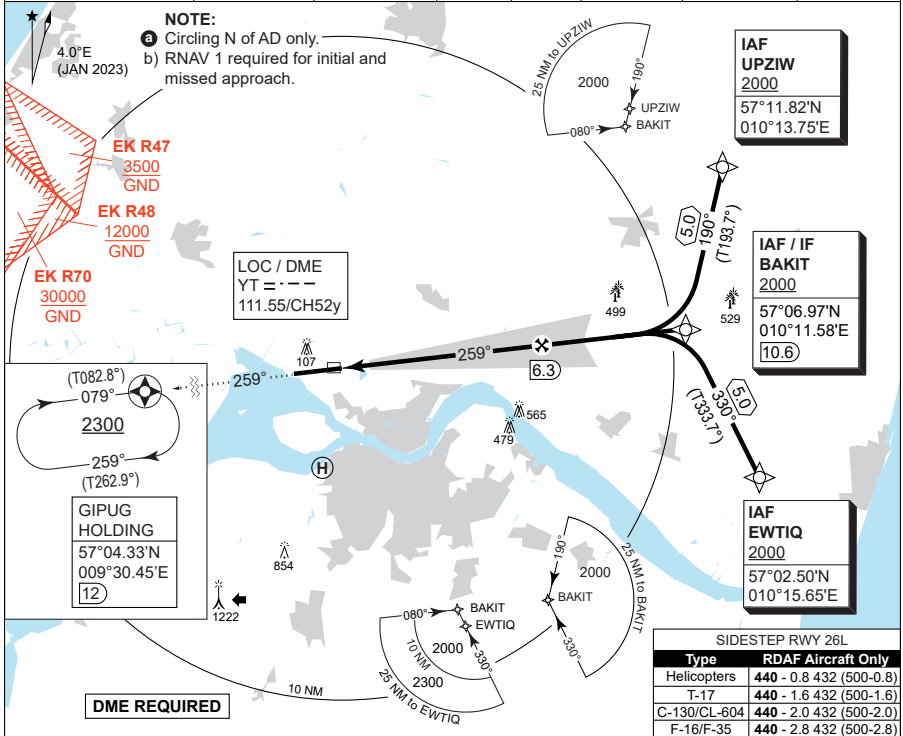 NOTE:
a Circling N of AD only.
b) RNAV 1 required for initial and
missed approach.
4.0°E
(JAN 2023)
EK R47
3500
GND
EK R48
12000
GND
EK R70
30000
GND
25 NM to UPZIW
2000
190°
UPZIW
BAKIT
080°
IAF
UPZIW
2000
57°11.82'N
010°13.75'E
5.0
190°
(T193.7°)
IAF / IF
BAKIT
2000
57°06.97'N
010°11.58'E
10.6
LOC / DME
YT
111.55/CH52y
499
529
107
259°
259°
6.3
(T082.8°)
079°
2300
259°
(T262.9°)
GIPUG
HOLDING
57°04.33'N
009°30.45'E
12
5.0
330°
(T333.7°)
565
479
H
IAF
EWTIQ
2000
57°02.50'N
010°15.65'E
854
1222
190°
2000
BAKIT
330°
25 NM to BAKIT
080°
BAKIT
EWTIQ
2000
10 NM
330°
2300
25 NM to EWTIQ
10 NM
DME REQUIRED
SIDESTEP RWY 26L
Type RDAF Aircraft Only
Helicopters 440 - 0.8 432 (500-0.8)
T-17 440 - 1.6 432 (500-1.6)
C-130/CL-604 440 - 2.0 432 (500-2.0)
F-16/F-35 440 - 2.8 432 (500-2.8)